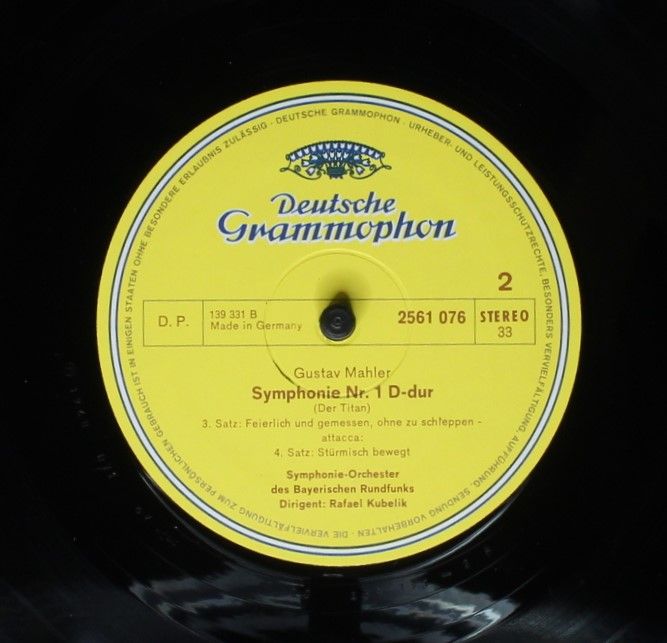 DEUTSCHE GRAMMOPHON · URHEBER- UND LEISTUNGSSCHUTZRECHTE, BESONDERS VERVIELFÄLTIGUNG, AUFFÜHRUNG, SENDUNG VORBEHALTEN · DIE VERVIELFÄLTIGUNG ZUM PERSÖNLICHEN GEBRAUCH IST IN EINIGEN STAATEN OHNE BESONDERE ERLAUBNIS ZULÄSSIG ·
Deutsche
Grammophon
2
D. P.
139 331 B
Made in Germany
2561 076
STEREO
33
Gustav Mahler
Symphonie Nr. 1 D-dur
(Der Titan)
3. Satz: Feierlich und gemessen, ohne zu schleppen -
attacca:
4. Satz: Stürmisch bewegt
Symphonie-Orchester
des Bayerischen Rundfunks
Dirigent: Rafael Kubelik